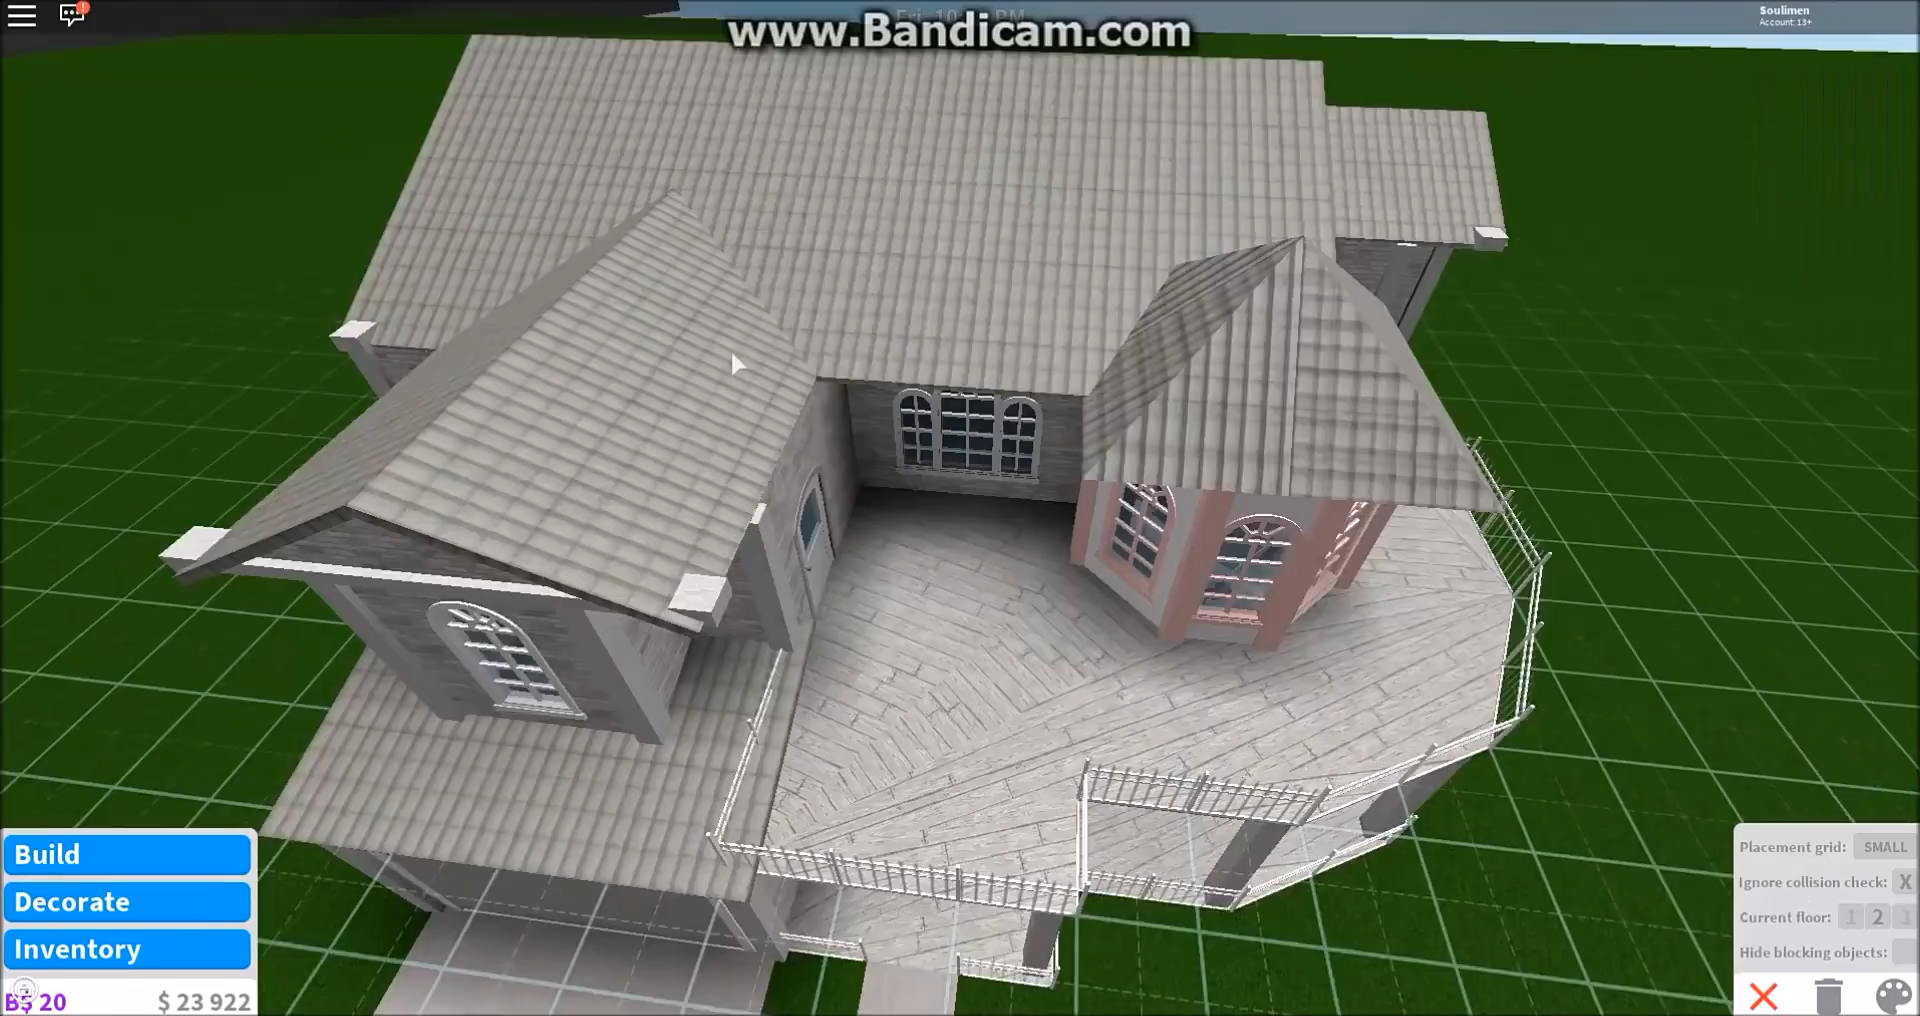 www.Bandicam.com
Soulimen
Account: 13+
Build
Decorate
Inventory
B$ 20
$ 23 922
Placement grid: SMALL
Ignore collision check: X
Current floor: 1 2 3
Hide blocking objects: